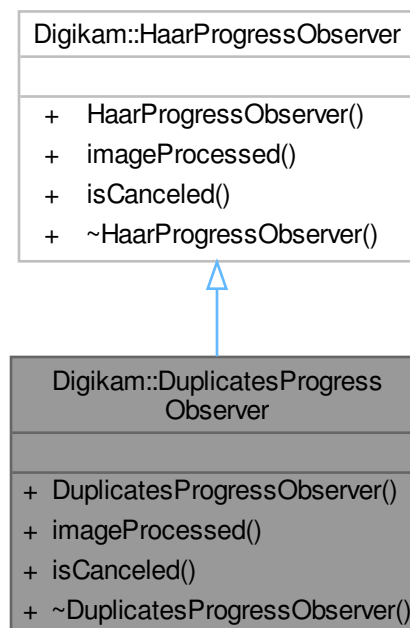 Digikam::HaarProgressObserver
+ HaarProgressObserver()
+ imageProcessed()
+ isCanceled()
+ ~HaarProgressObserver()
Digikam::DuplicatesProgress
Observer
+ DuplicatesProgressObserver()
+ imageProcessed()
+ isCanceled()
+ ~DuplicatesProgressObserver()